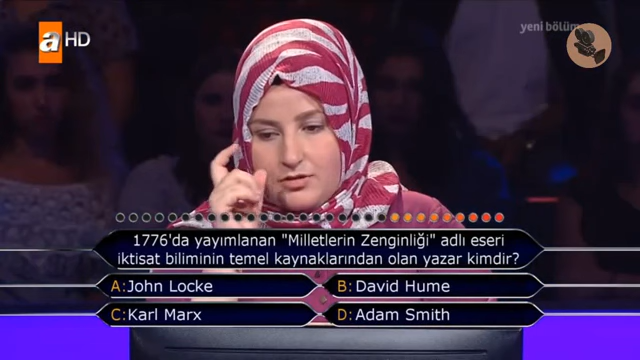 a HD
yeni bölüm
1776'da yayımlanan "Milletlerin Zenginliği" adlı eseri
iktisat biliminin temel kaynaklarından olan yazar kimdir?
A:John Locke
B:David Hume
C:Karl Marx
D:Adam Smith